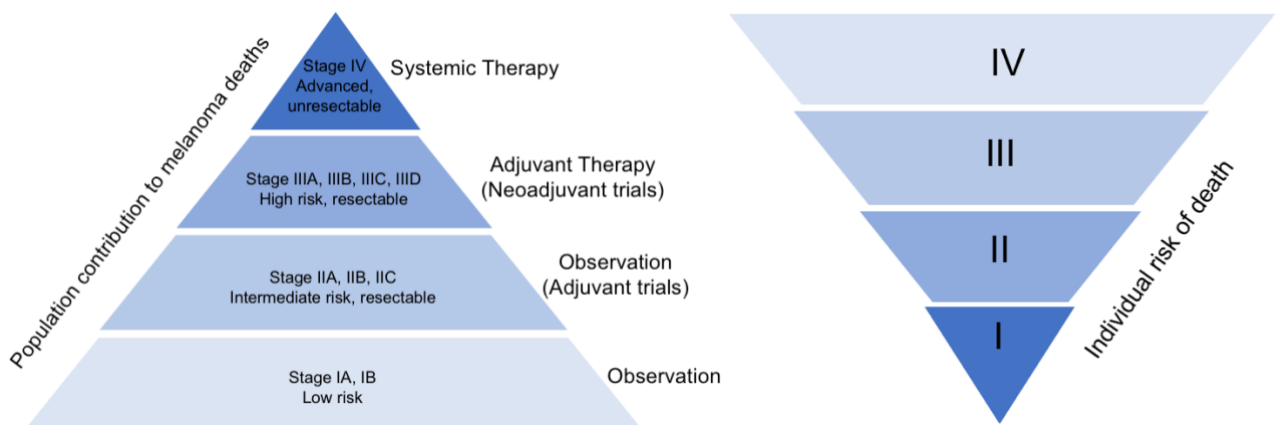 Population contribution to melanoma deaths
Stage IV
Advanced,
unresectable
Systemic Therapy
Stage IIIA, IIIB, IIIC, IIID
High risk, resectable
Adjuvant Therapy
(Neoadjuvant trials)
Stage IIA, IIB, IIC
Intermediate risk, resectable
Observation
(Adjuvant trials)
Stage IA, IB
Low risk
Observation
IV
III
II
I
Individual risk of death